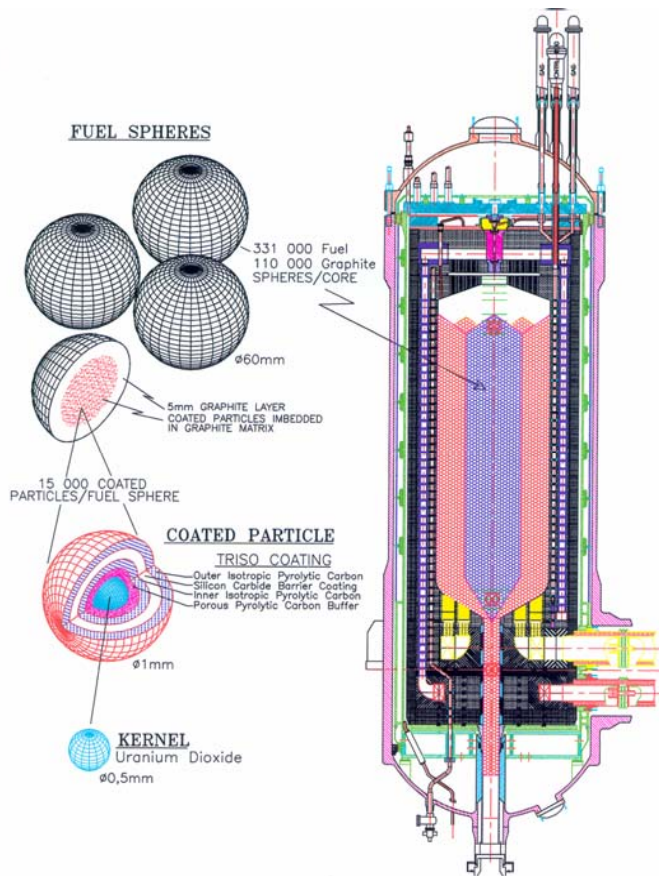 FUEL SPHERES
331 000 Fuel
110 000 Graphite
SPHERES/CORE
ø60mm
5mm GRAPHITE LAYER
COATED PARTICLES IMBEDDED
IN GRAPHITE MATRIX
15 000 COATED
PARTICLES/FUEL SPHERE
COATED PARTICLE
TRISO COATING
Outer Isotropic Pyrolytic Carbon
Silicon Carbide Barrier Coating
Inner Isotropic Pyrolytic Carbon
Porous Pyrolytic Carbon Buffer
ø1mm
KERNEL
Uranium Dioxide
ø0,5mm